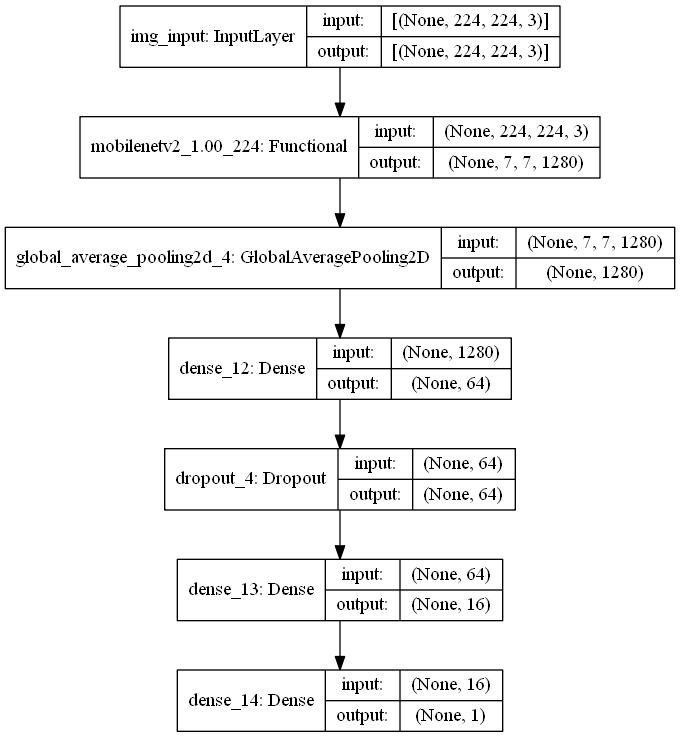 img_input: InputLayer
input:
[(None, 224, 224, 3)]
output:
[(None, 224, 224, 3)]
mobilenetv2_1.00_224: Functional
input:
(None, 224, 224, 3)
output:
(None, 7, 7, 1280)
global_average_pooling2d_4: GlobalAveragePooling2D
input:
(None, 7, 7, 1280)
output:
(None, 1280)
dense_12: Dense
input:
(None, 1280)
output:
(None, 64)
dropout_4: Dropout
input:
(None, 64)
output:
(None, 64)
dense_13: Dense
input:
(None, 64)
output:
(None, 16)
dense_14: Dense
input:
(None, 16)
output:
(None, 1)